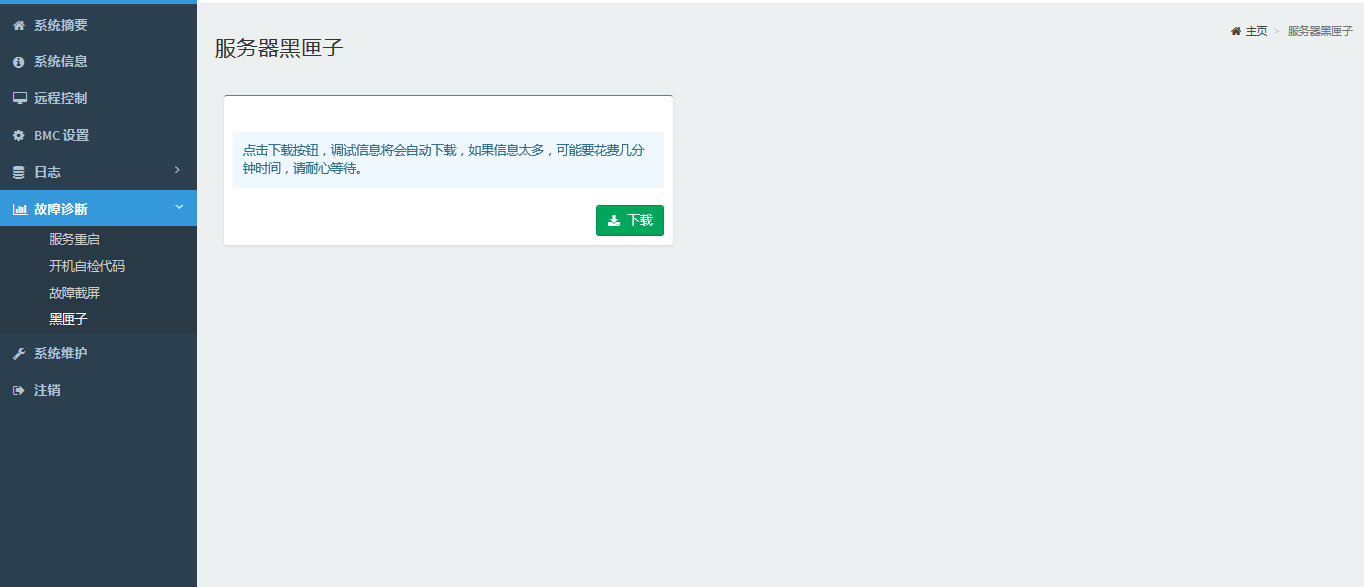 系统摘要
系统信息
远程控制
BMC 设置
日志
故障诊断
服务重启
开机自检代码
故障截屏
黑匣子
系统维护
注销
主页 > 服务器黑匣子
服务器黑匣子
点击下载按钮，调试信息将会自动下载，如果信息太多，可能要花费几分
钟时间，请耐心等待。
下载